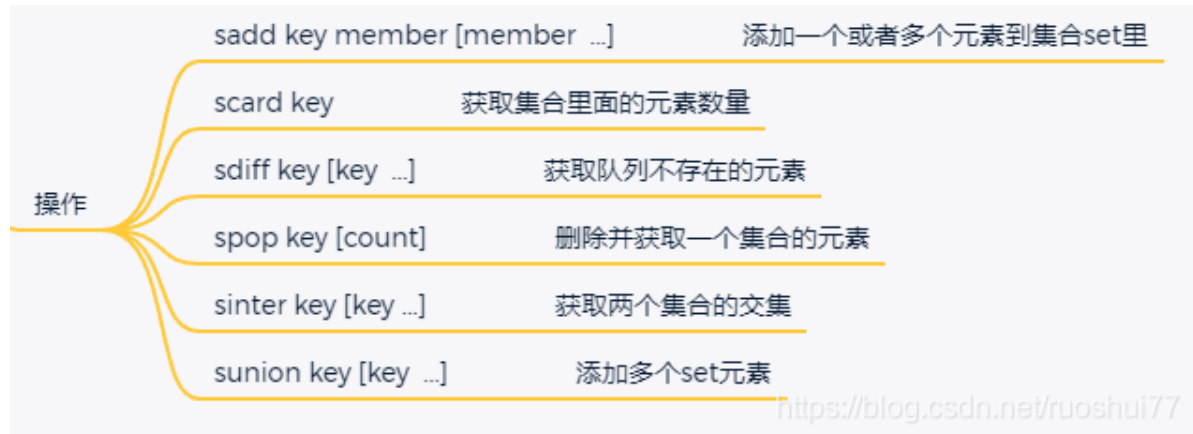 sadd key member [member ...] 添加一个或者多个元素到集合set里
scard key 获取集合里面的元素数量
sdiff key [key ...] 获取队列不存在的元素
操作
spop key [count] 删除并获取一个集合的元素
sinter key [key ...] 获取两个集合的交集
sunion key [key ...] 添加多个set元素
https://blog.csdn.net/ruoshui77